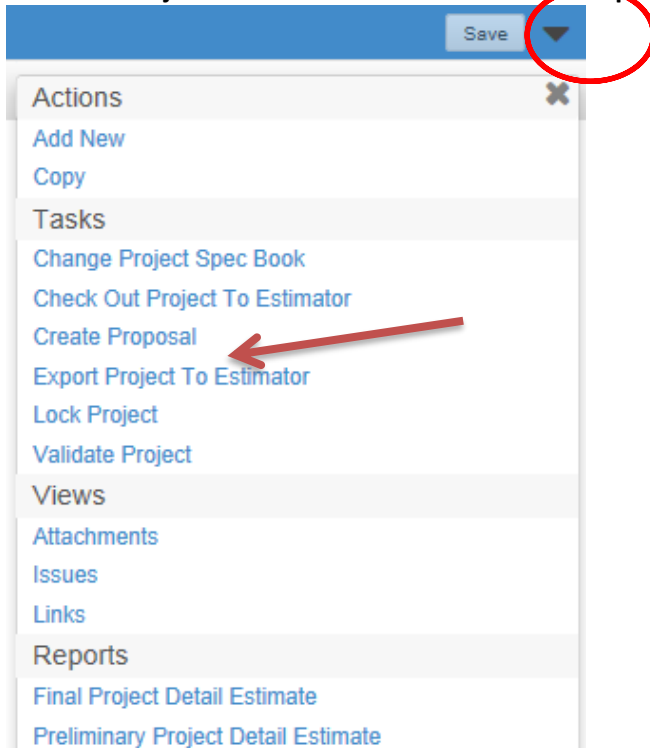 Save
Actions
Add New
Copy
Tasks
Change Project Spec Book
Check Out Project To Estimator
Create Proposal
Export Project To Estimator
Lock Project
Validate Project
Views
Attachments
Issues
Links
Reports
Final Project Detail Estimate
Preliminary Project Detail Estimate